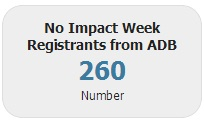 No Impact Week
Registrants from ADB
260
Number